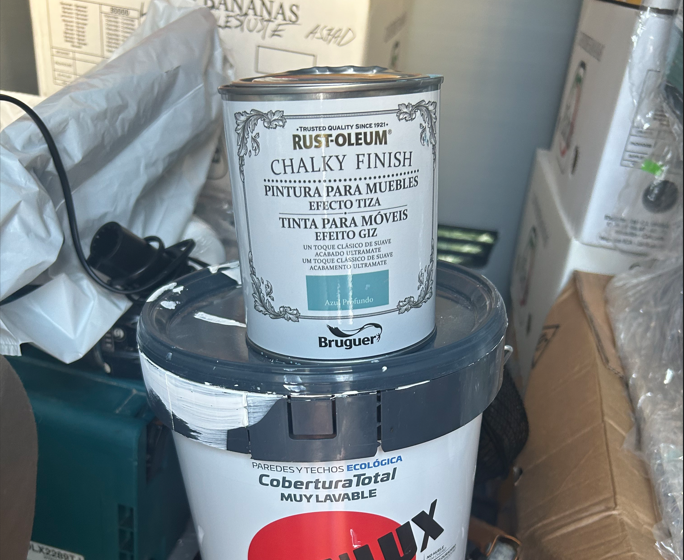 BANANAS
•TRUSTED QUALITY SINCE 1921•
RUST-OLEUM®
CHALKY FINISH
PINTURA PARA MUEBLES
EFECTO TIZA
TINTA PARA MÓVEIS
EFEITO GIZ
UN TOQUE CLÁSICO DE SUAVE
ACABADO ULTRAMATE
UM TOQUE CLÁSSICO DE SUAVE
ACABAMENTO ULTRAMATE
Azul Profundo
Bruguer
PAREDES Y TECHOS ECOLÓGICA
CoberturaTotal
MUY LAVABLE
LUX